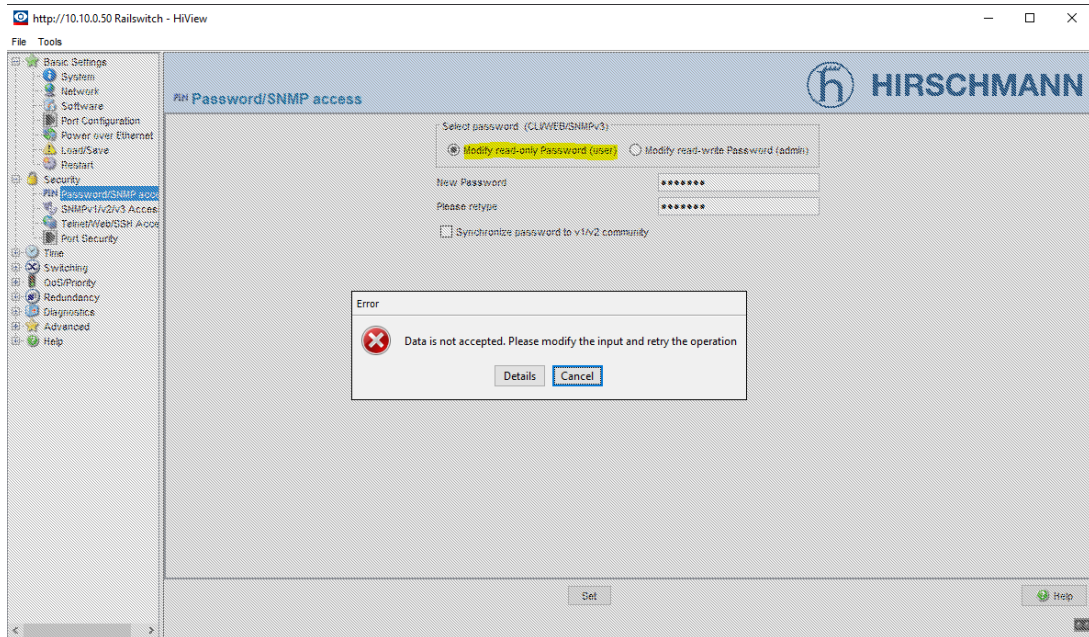 http://10.10.0.50 Railswitch - HiView
File Tools
Basic Settings
System
Network
Software
Port Configuration
Power over Ethernet
Load/Save
Restart
Security
PIN Password/SNMP acce
SNMPv1/v2/v3 Acces
Telnet/Web/SSH Acce
Port Security
Time
Switching
QoS/Priority
Redundancy
Diagnostics
Advanced
Help
PIN Password/SNMP access
HIRSCHMANN
Select password (CLI/WEB/SNMPv3)
Modify read-only Password (user) Modify read-write Password (admin)
New Password *******
Please retype *******
Synchronize password to v1/v2 community
Error
Data is not accepted. Please modify the input and retry the operation
Details Cancel
Set Help